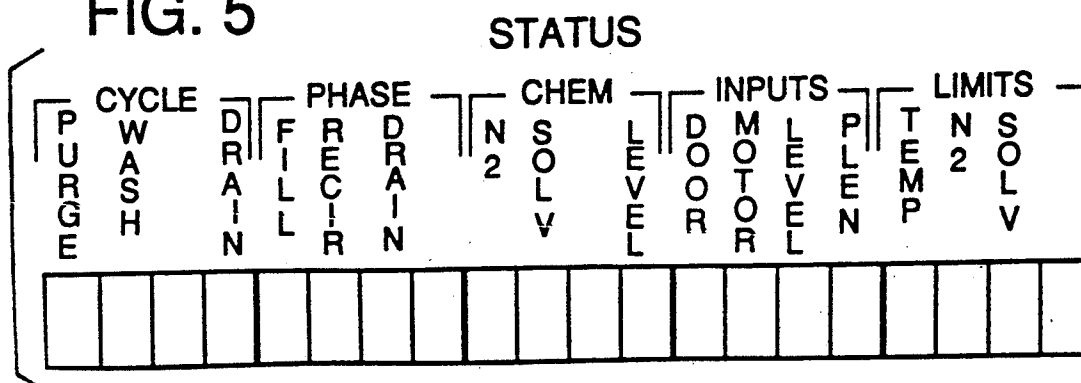 FIG. 5
STATUS
CYCLE PHASE CHEM INPUTS LIMITS
PURGE WASH DRAIN FILL RECIR DRAIN N2 SOLV LEVEL DOOR MOTOR LEVEL PLEN TEMP N2 SOLV